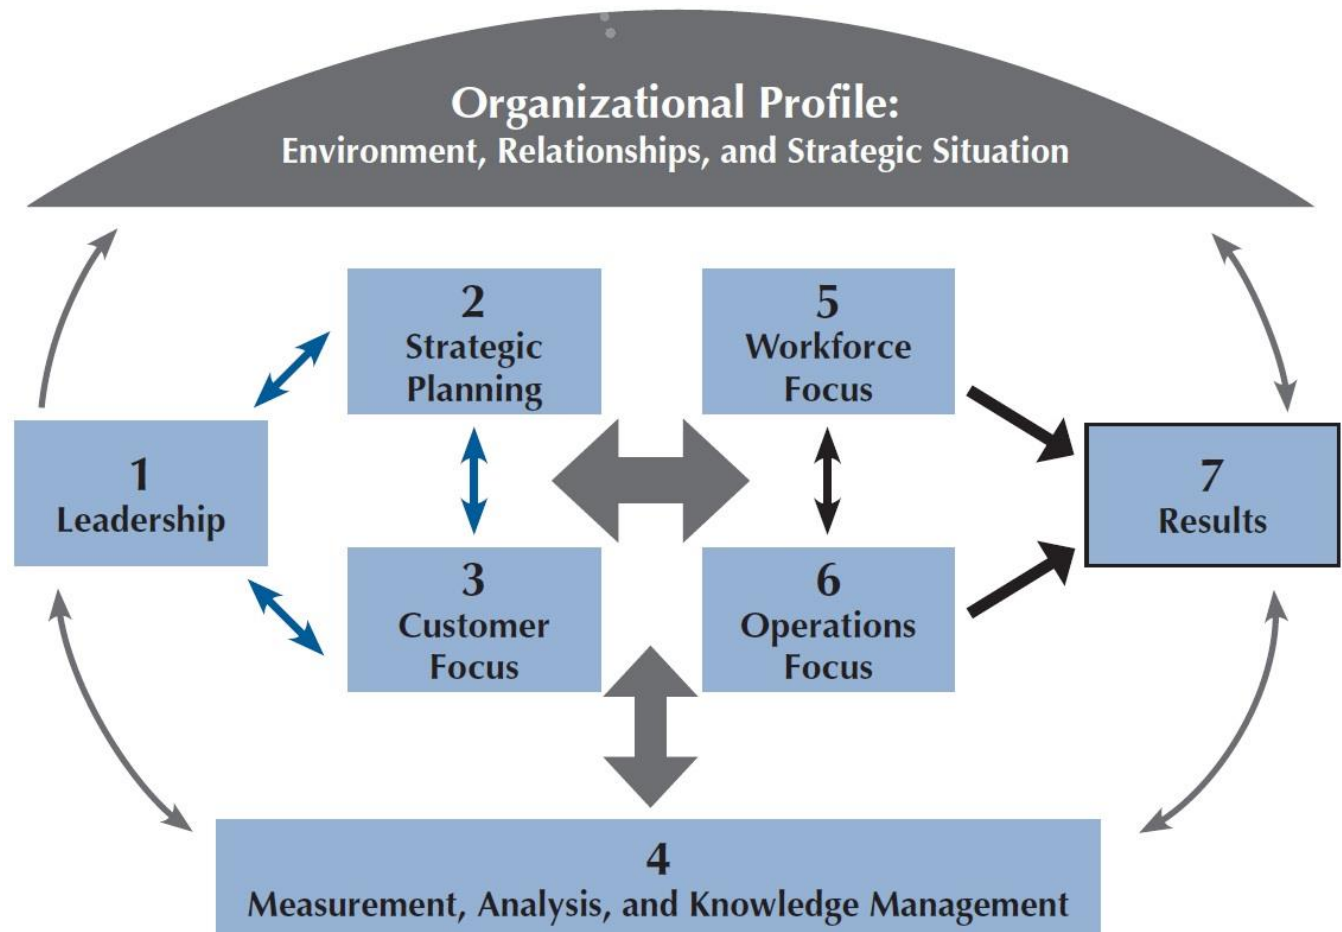 Organizational Profile:
Environment, Relationships, and Strategic Situation
2
Strategic
Planning
5
Workforce
Focus
1
Leadership
7
Results
3
Customer
Focus
6
Operations
Focus
4
Measurement, Analysis, and Knowledge Management